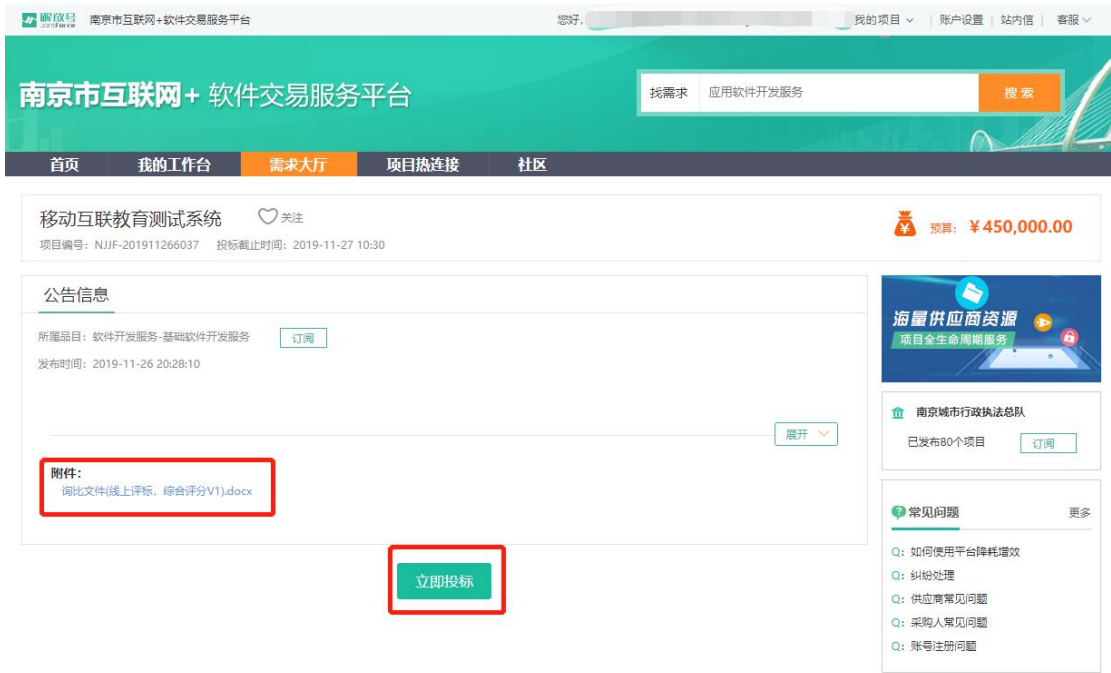 解放号 南京市互联网+软件交易服务平台 您好, 我的项目 账户设置 站内信 客服
JointForce
南京市互联网+ 软件交易服务平台
找需求 应用软件开发服务 搜索
首页 我的工作台 需求大厅 项目热连接 社区
移动互联教育测试系统 关注
项目编号：NJJF-201911266037 投标截止时间：2019-11-27 10:30
预算：￥450,000.00
公告信息
所属品目：软件开发服务-基础软件开发服务 订阅
发布时间：2019-11-26 20:28:10
展开
附件：
询比文件(线上评标、综合评分V1).docx
立即投标
海量供应商资源
项目全生命周期服务
南京城市行政执法总队
已发布80个项目 订阅
常见问题 更多
Q：如何使用平台降耗增效
Q：纠纷处理
Q：供应商常见问题
Q：采购人常见问题
Q：账号注册问题